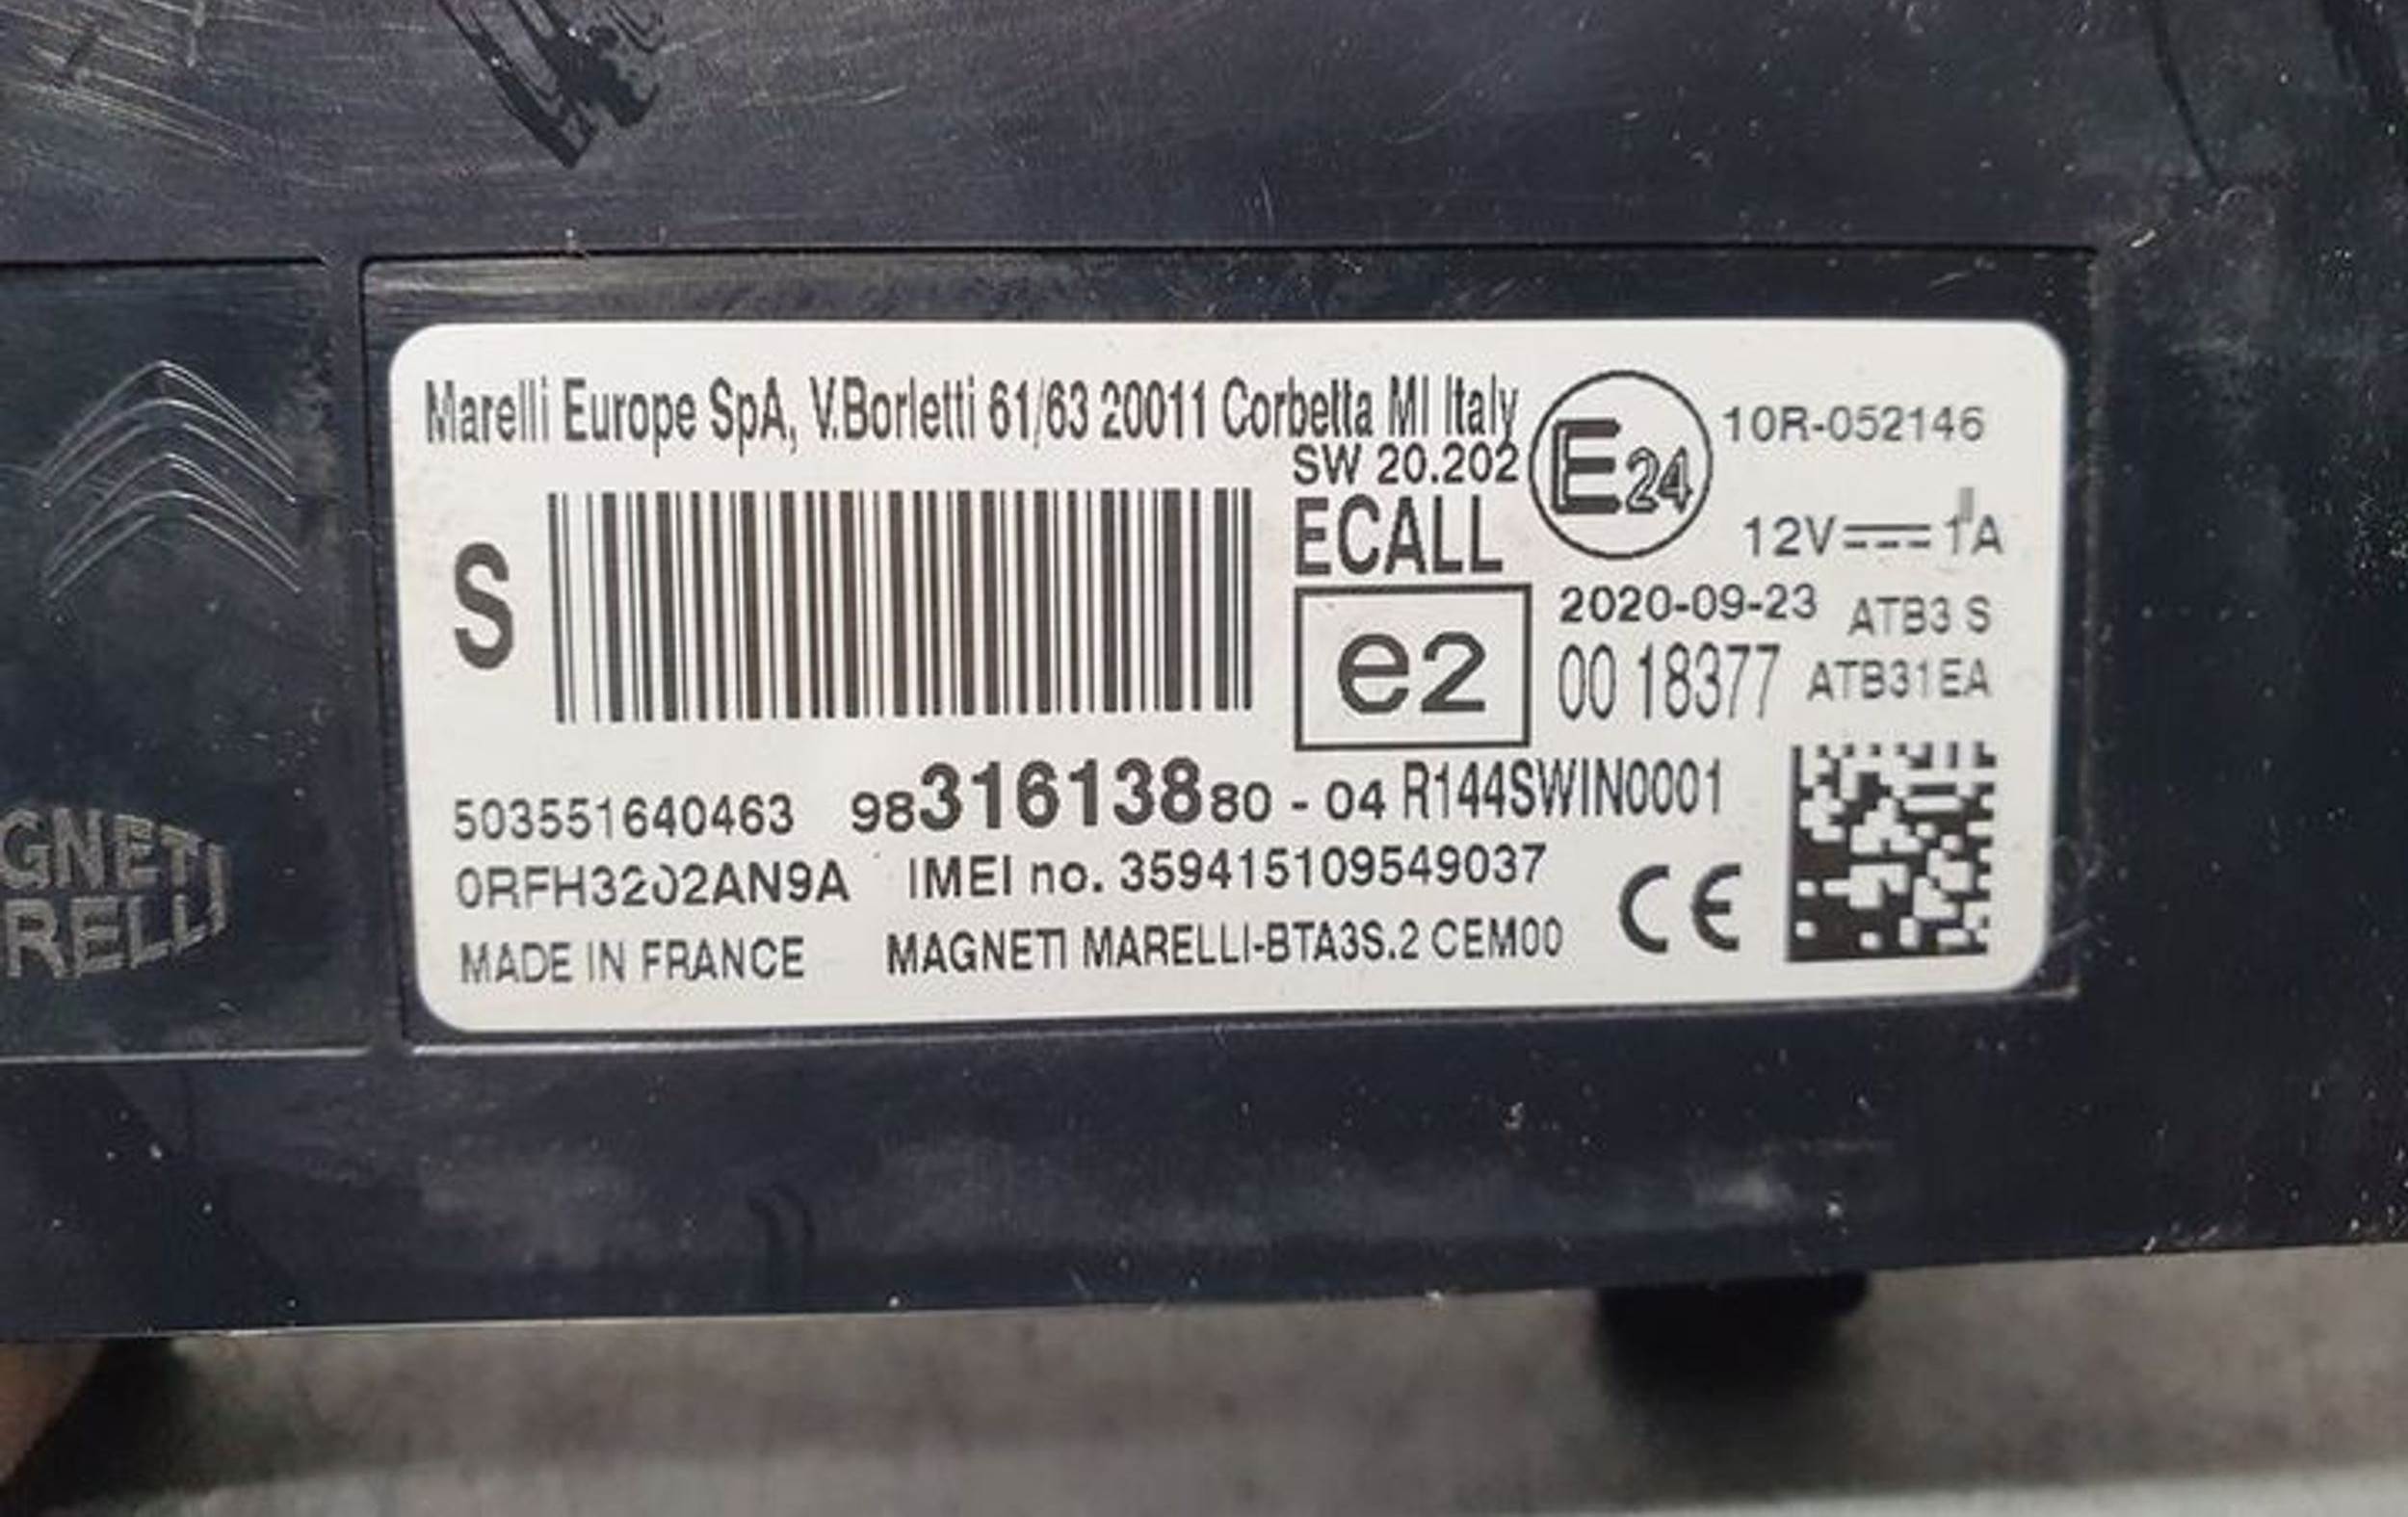 Marelli Europe SpA, V.Borletti 61/63 20011 Corbetta MI Italy
SW 20.202
E24
10R-052146
S
ECALL
12V 1A
e2
2020-09-23 ATB3 S
00 18377 ATB31EA
503551640463 9831613880 - 04 R144SWIN0001
0RFH3202AN9A IMEI no. 359415109549037
MADE IN FRANCE MAGNETI MARELLI-BTA3S.2 CEM00
CE
GNETI
RELLI